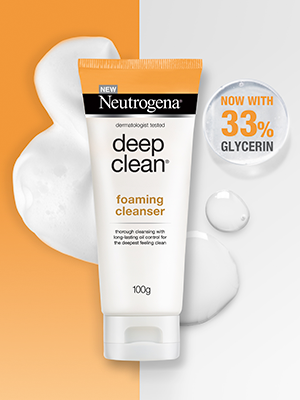 NEW
Neutrogena®
dermatologist tested
deep
clean®
foaming
cleanser
thorough cleansing with
long-lasting oil control for
the deepest feeling clean
100g
NOW WITH
33%
GLYCERIN